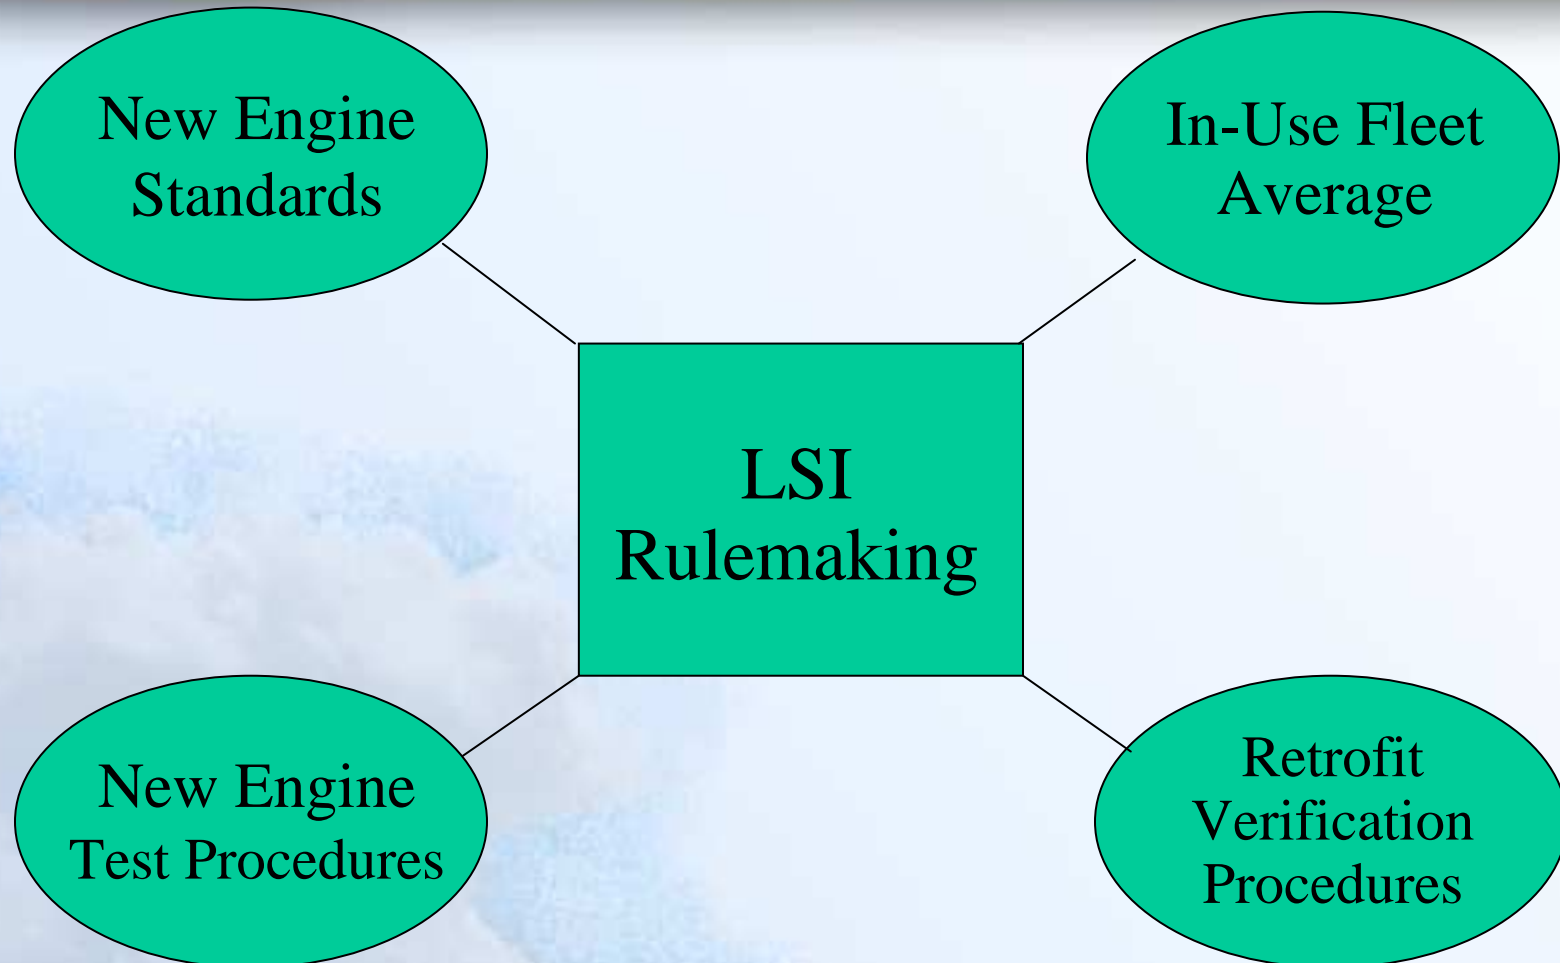 New Engine
Standards
In-Use Fleet
Average
LSI
Rulemaking
New Engine
Test Procedures
Retrofit
Verification
Procedures